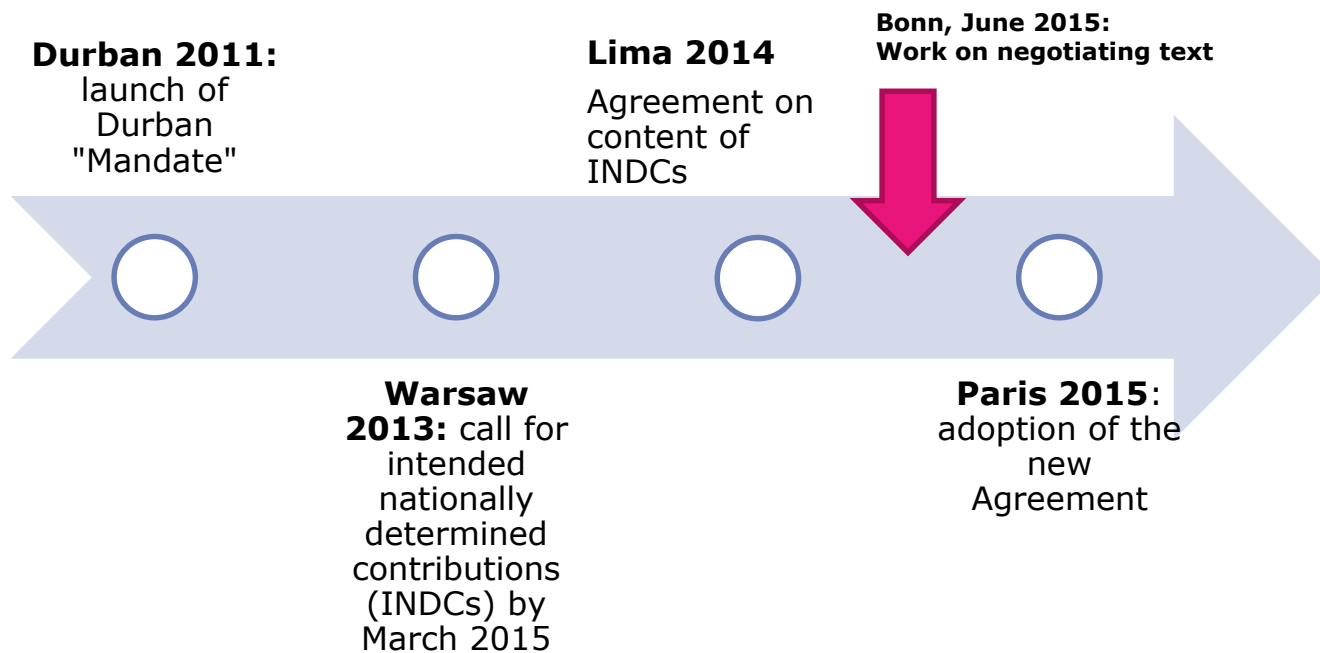 Durban 2011:
launch of
Durban
"Mandate"
Warsaw
2013: call for
intended
nationally
determined
contributions
(INDCs) by
March 2015
Lima 2014
Agreement on
content of
INDCs
Bonn, June 2015:
Work on negotiating text
Paris 2015:
adoption of the
new
Agreement